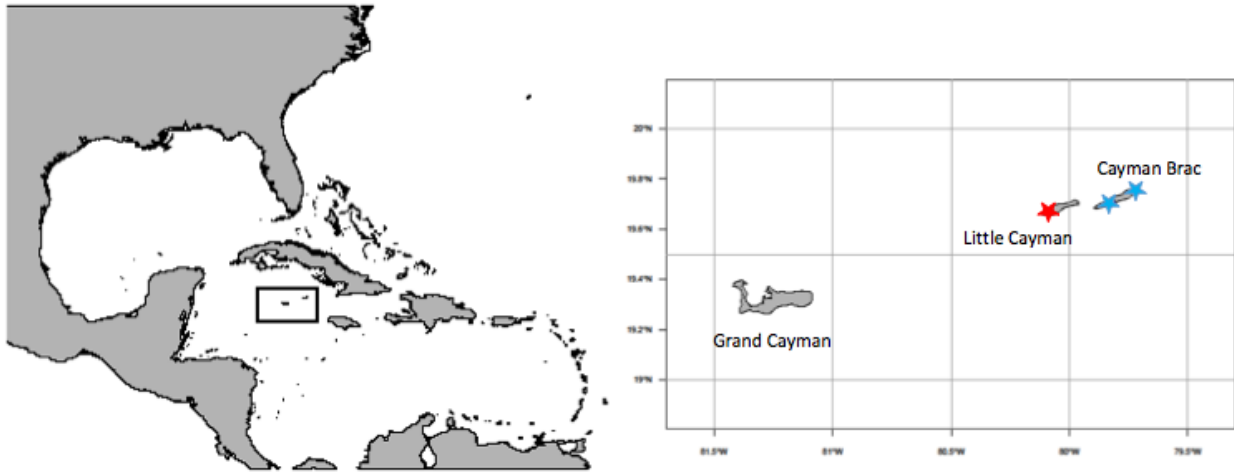 20°N
19.8°N
19.6°N
19.4°N
19.2°N
19°N
Cayman Brac
Little Cayman
Grand Cayman
81.5°W
81°W
80.5°W
80°W
79.5°W